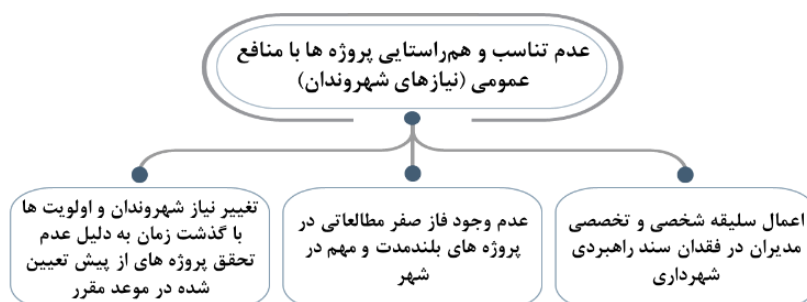 عدم تناسب و هم‌راستایی پروژه ها با منافع
عمومی (نیازهای شهروندان)
اعمال سلیقه شخصی و تخصصی
مدیران در فقدان سند راهبردی
شهرداری
عدم وجود فاز صفر مطالعاتی در
پروژه های بلندمدت و مهم در
شهر
تغییر نیاز شهروندان و اولویت ها
با گذشت زمان به دلیل عدم
تحقق پروژه های از پیش تعیین
شده در موعد مقرر